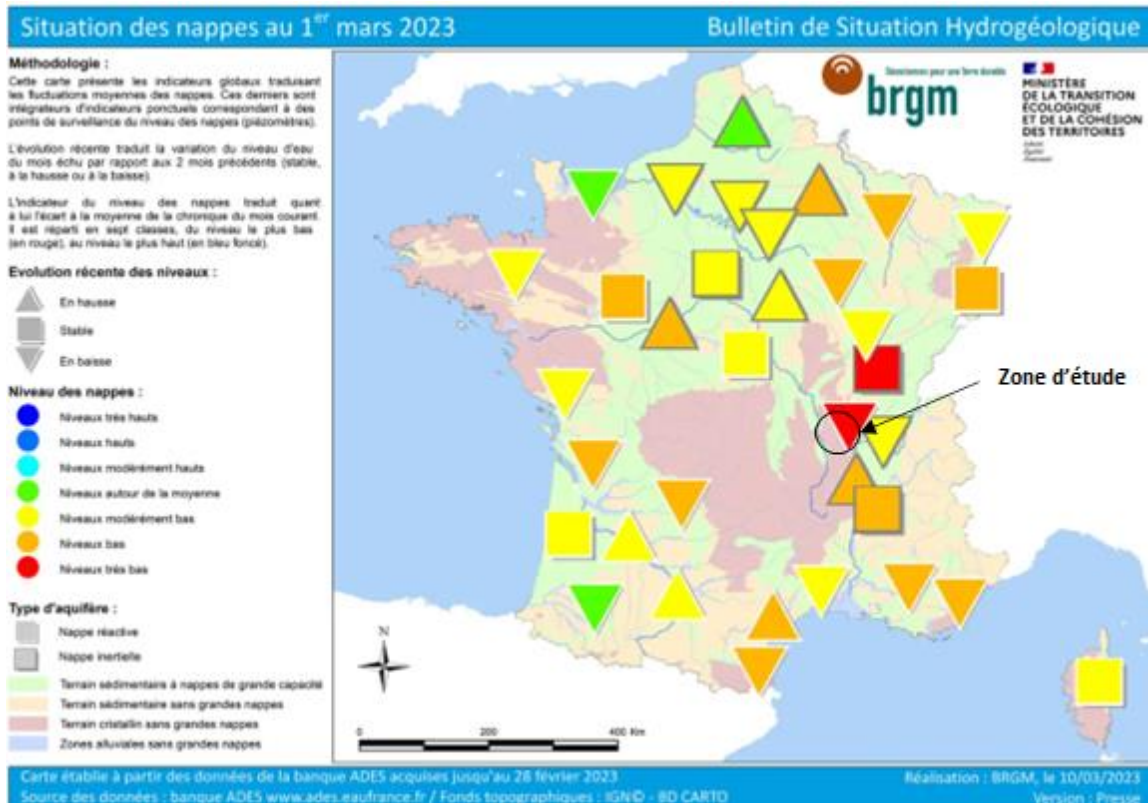 Situation des nappes au 1er mars 2023
Bulletin de Situation Hydrogéologique
Méthodologie :
Cette carte présente les indicateurs globaux traduisant
les fluctuations moyennes des nappes. Ces derniers sont
intégrateurs d'indicateurs ponctuels correspondant à des
points de surveillance du niveau des nappes (piézomètres).
L'évolution récente traduit la variation du niveau d'eau
du mois échu par rapport aux 2 mois précédents (stable,
à la hausse ou à la baisse)
L'indicateur du niveau des nappes traduit quant
à lui l'écart à la moyenne de la chronique du mois courant.
Il est réparti en sept classes, du niveau le plus bas
(en rouge), au niveau le plus haut (en bleu foncé).
Evolution récente des niveaux :
En hausse
Stable
En baisse
Niveau des nappes :
Niveaux très hauts
Niveaux hauts
Niveaux modérément hauts
Niveaux autour de la moyenne
Niveaux modérément bas
Niveaux bas
Niveaux très bas
Type d'aquifère :
Nappe réactive
Nappe inertielle
Terrain sédimentaire à nappes de grande capacité
Terrain sédimentaire sans grandes nappes
Terrain cristallin sans grandes nappes
Zones alluviales sans grandes nappes
Géosciences pour une Terre durable
brgm
MINISTÈRE
DE LA TRANSITION
ÉCOLOGIQUE
ET DE LA COHÉSION
DES TERRITOIRES
Zone d'étude
N
0 200 400 Km
Carte établie à partir des données de la banque ADES acquises jusqu'au 28 février 2023
Source des données : banque ADES www.ades.eaufrance.fr / Fonds topographiques : IGN© - BD CARTO
Réalisation : BRGM, le 10/03/2023
Version : Presse